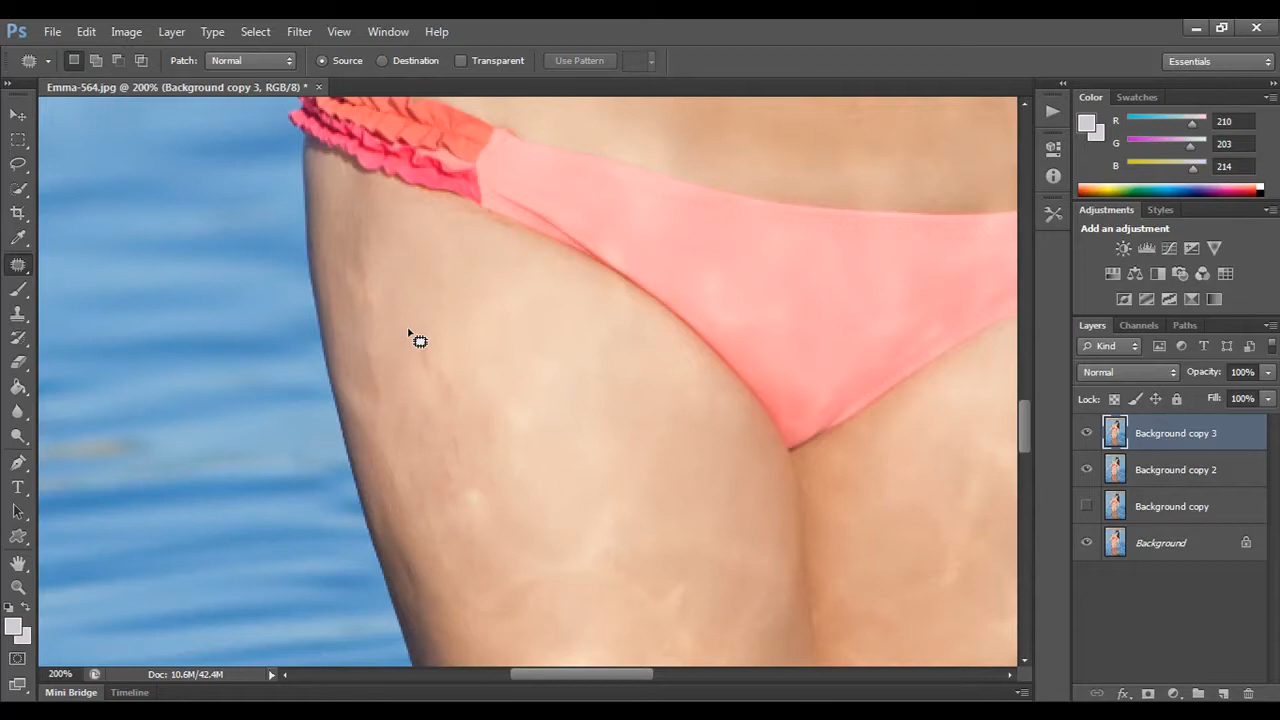 Ps File Edit Image Layer Type Select Filter View Window Help
Patch: Normal Source Destination Transparent Use Pattern Essentials
Emma-564.jpg @ 200% (Background copy 3, RGB/8) * ×
Color Swatches
R 210
G 203
B 214
Adjustments Styles
Add an adjustment
Layers Channels Paths
Kind
Normal Opacity: 100%
Lock: Fill: 100%
Background copy 3
Background copy 2
Background copy
Background
200% Doc: 10.6M/42.4M
Mini Bridge Timeline